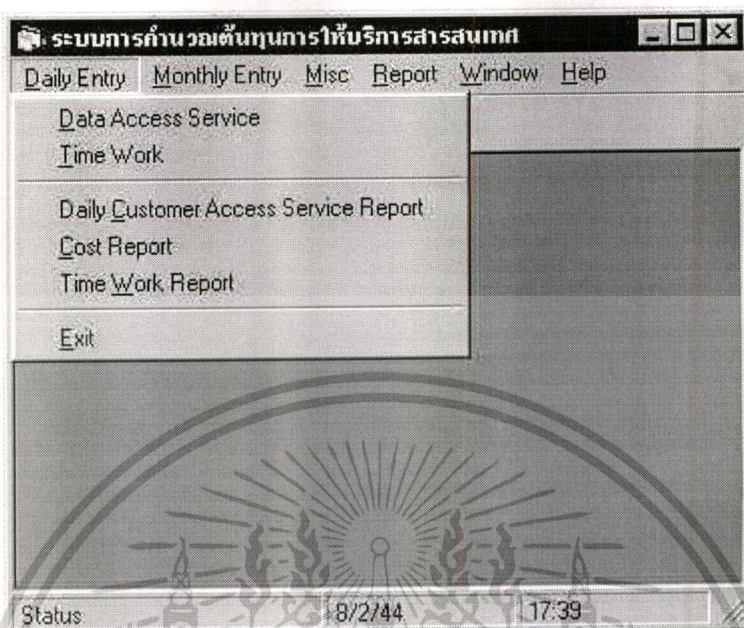 ระบบการคำนวณต้นทุนการให้บริการสารสนเทศ
Daily Entry Monthly Entry Misc Report Window Help
Data Access Service
Time Work
Daily Customer Access Service Report
Cost Report
Time Work Report
Exit
Status 8/2/44 17:39